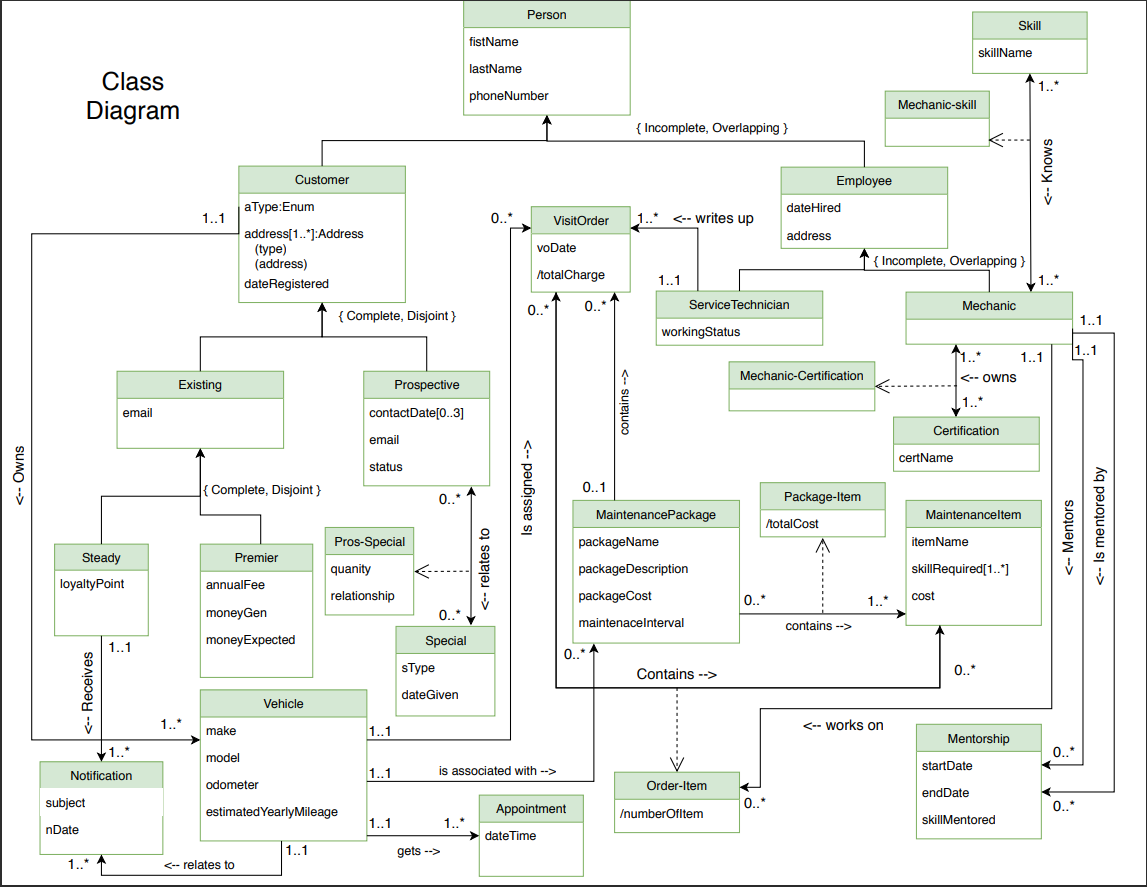 Class
Diagram
Person
fistName
lastName
phoneNumber
{ Incomplete, Overlapping }
Skill
skillName
1..*
Mechanic-skill
<-- Knows
1..*
Customer
aType:Enum
address[1..*]:Address
(type)
(address)
dateRegistered
1..1
{ Complete, Disjoint }
Employee
dateHired
address
{ Incomplete, Overlapping }
VisitOrder
voDate
/totalCharge
0..*
1..*
<-- writes up
1..1
0..*
0..*
ServiceTechnician
workingStatus
Mechanic
1..1
1..1
1..1
1..*
<-- owns
1..*
Mechanic-Certification
Certification
certName
Existing
email
{ Complete, Disjoint }
Prospective
contactDate[0..3]
email
status
0..*
<-- Owns
Is assigned -->
contains -->
0..1
<-- Mentors
<-- Is mentored by
Steady
loyaltyPoint
1..1
Premier
annualFee
moneyGen
moneyExpected
Pros-Special
quanity
relationship
<-- relates to
0..*
Special
sType
dateGiven
MaintenancePackage
packageName
packageDescription
packageCost
maintenaceInterval
0..*
Package-Item
/totalCost
MaintenanceItem
itemName
skillRequired[1..*]
cost
0..*
1..*
contains -->
0..*
Contains -->
<-- Receives
1..*
1..*
Vehicle
make
model
odometer
estimatedYearlyMileage
1..1
1..1
is associated with -->
1..1
1..*
gets -->
1..1
Notification
subject
nDate
1..*
<-- relates to
Appointment
dateTime
Order-Item
/numberOfItem
<-- works on
0..*
Mentorship
startDate
endDate
skillMentored
0..*
0..*